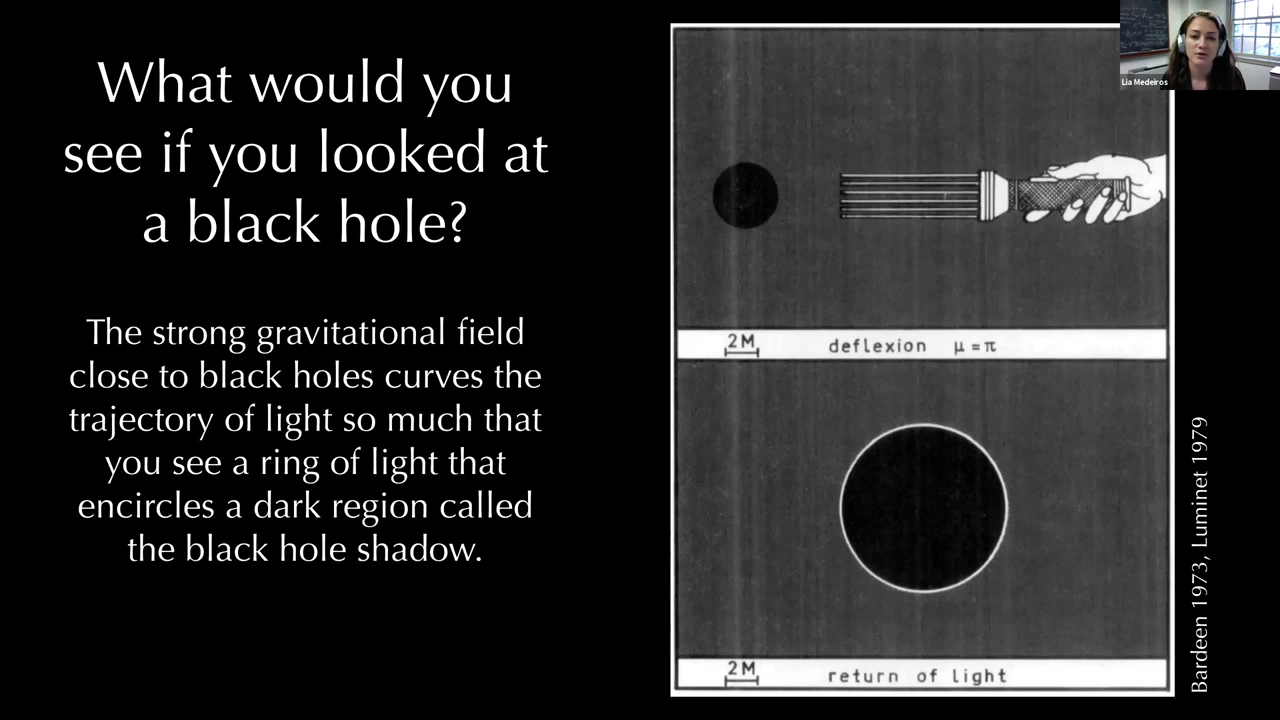 What would you
see if you looked at
a black hole?
The strong gravitational field
close to black holes curves the
trajectory of light so much that
you see a ring of light that
encircles a dark region called
the black hole shadow.
2M deflexion μ=π
2M return of light
Bardeen 1973, Luminet 1979
Lia Medeiros